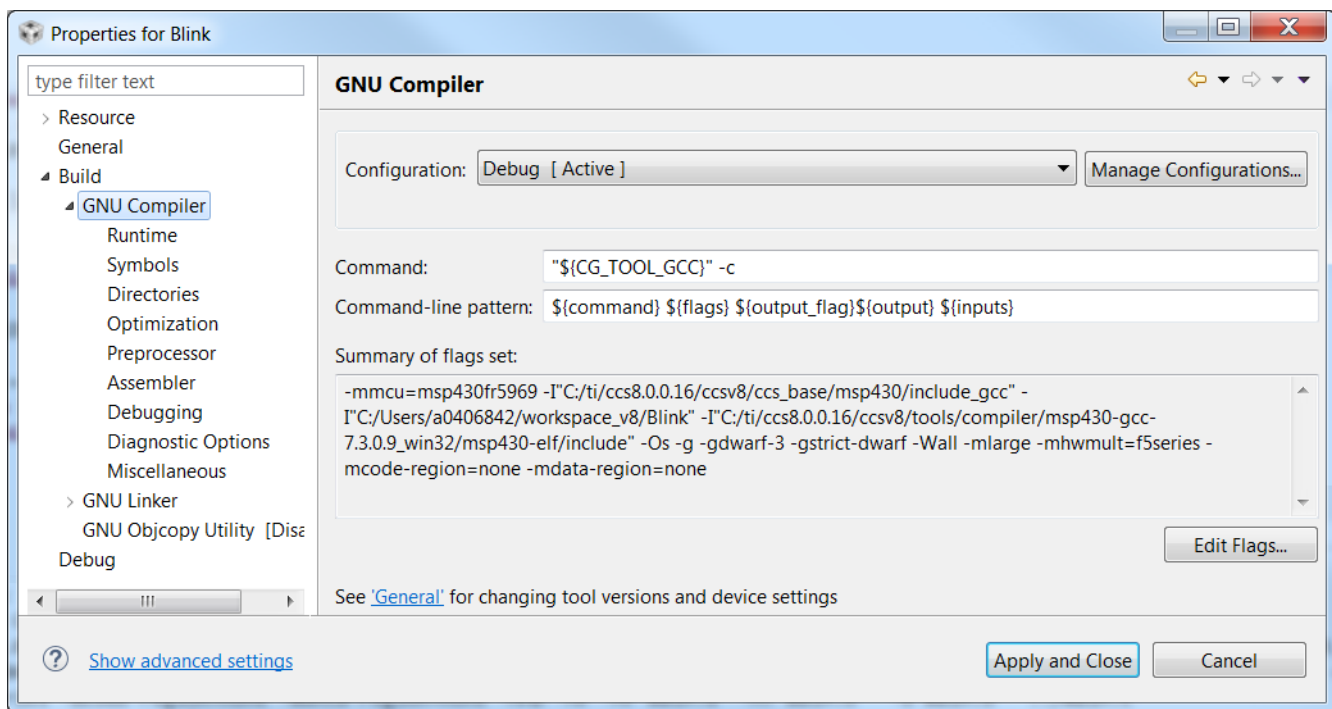 Properties for Blink
type filter text
Resource
General
Build
GNU Compiler
Runtime
Symbols
Directories
Optimization
Preprocessor
Assembler
Debugging
Diagnostic Options
Miscellaneous
GNU Linker
GNU Objcopy Utility [Disa
Debug
GNU Compiler
Configuration: Debug [ Active ] Manage Configurations...
Command: "${CG_TOOL_GCC}" -c
Command-line pattern: ${command} ${flags} ${output_flag}${output} ${inputs}
Summary of flags set:
-mmcu=msp430fr5969 -I"C:/ti/ccs8.0.0.16/ccsv8/ccs_base/msp430/include_gcc" -
I"C:/Users/a0406842/workspace_v8/Blink" -I"C:/ti/ccs8.0.0.16/ccsv8/tools/compiler/msp430-gcc-
7.3.0.9_win32/msp430-elf/include" -Os -g -gdwarf-3 -gstrict-dwarf -Wall -mlarge -mhwmult=f5series -
mcode-region=none -mdata-region=none
Edit Flags...
See 'General' for changing tool versions and device settings
Show advanced settings
Apply and Close Cancel